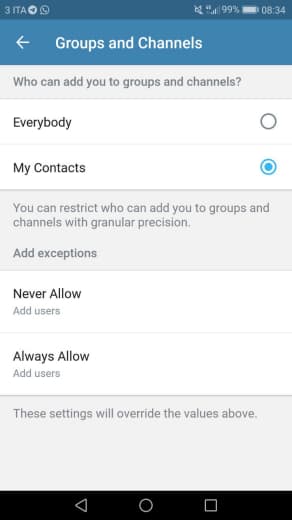 3 ITA 99% 08:34
Groups and Channels
Who can add you to groups and channels?
Everybody
My Contacts
You can restrict who can add you to groups and
channels with granular precision.
Add exceptions
Never Allow
Add users
Always Allow
Add users
These settings will override the values above.